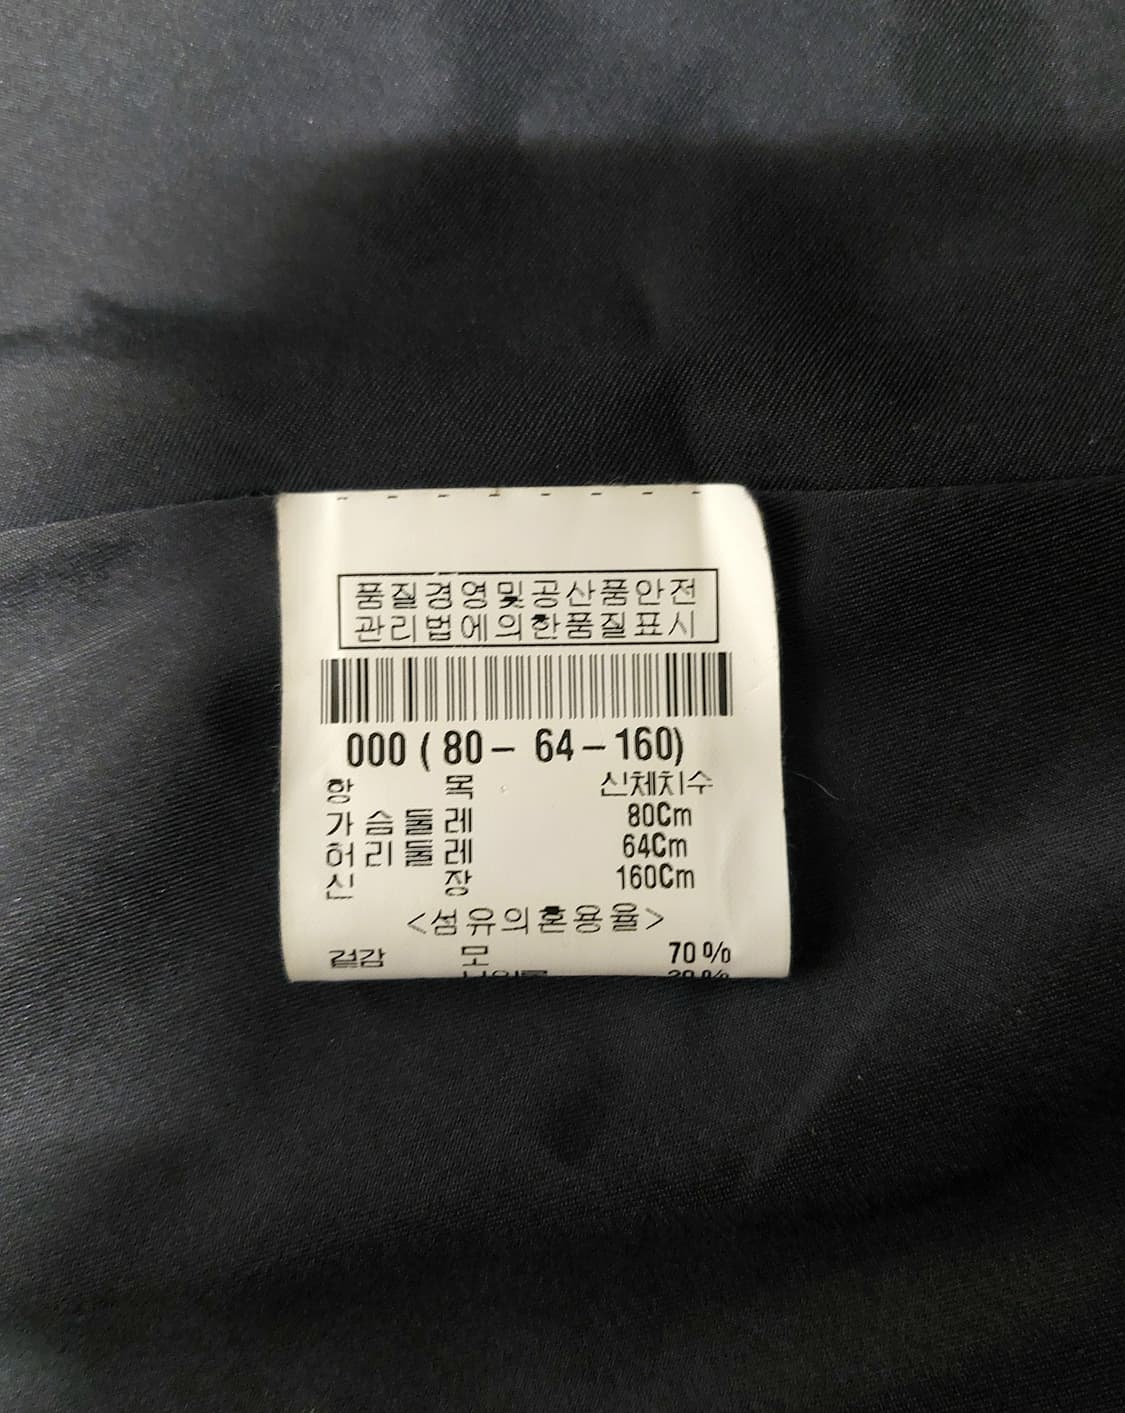 품질경영및공산품안전
관리법에의한품질표시
000 ( 80 - 64 - 160)
항 목 신체치수
가슴둘레 80Cm
허리둘레 64Cm
신 장 160Cm
<섬유의혼용율>
겉감 모 70%